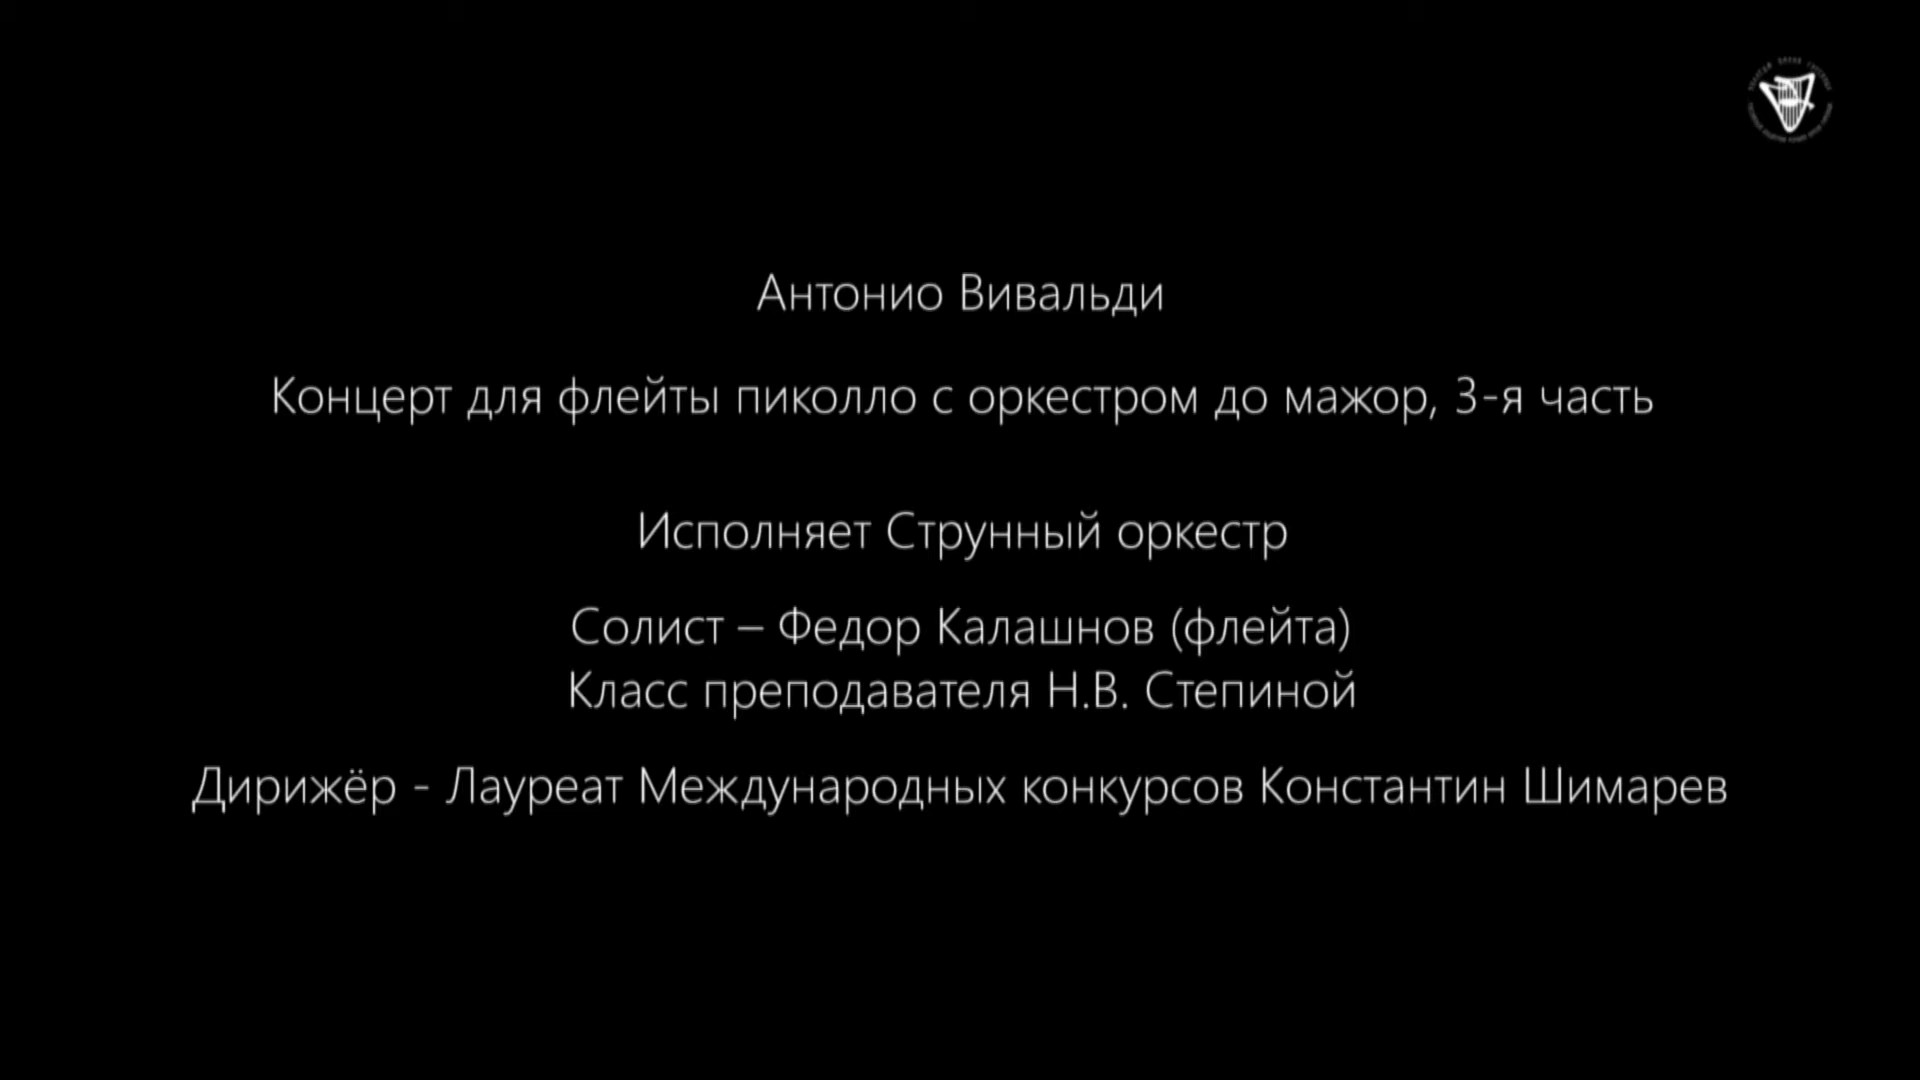 Антонио Вивальди
Концерт для флейты пиколло с оркестром до мажор, 3-я часть
Исполняет Струнный оркестр
Солист – Федор Калашнов (флейта)
Класс преподавателя Н.В. Степиной
Дирижёр - Лауреат Международных конкурсов Константин Шимарев